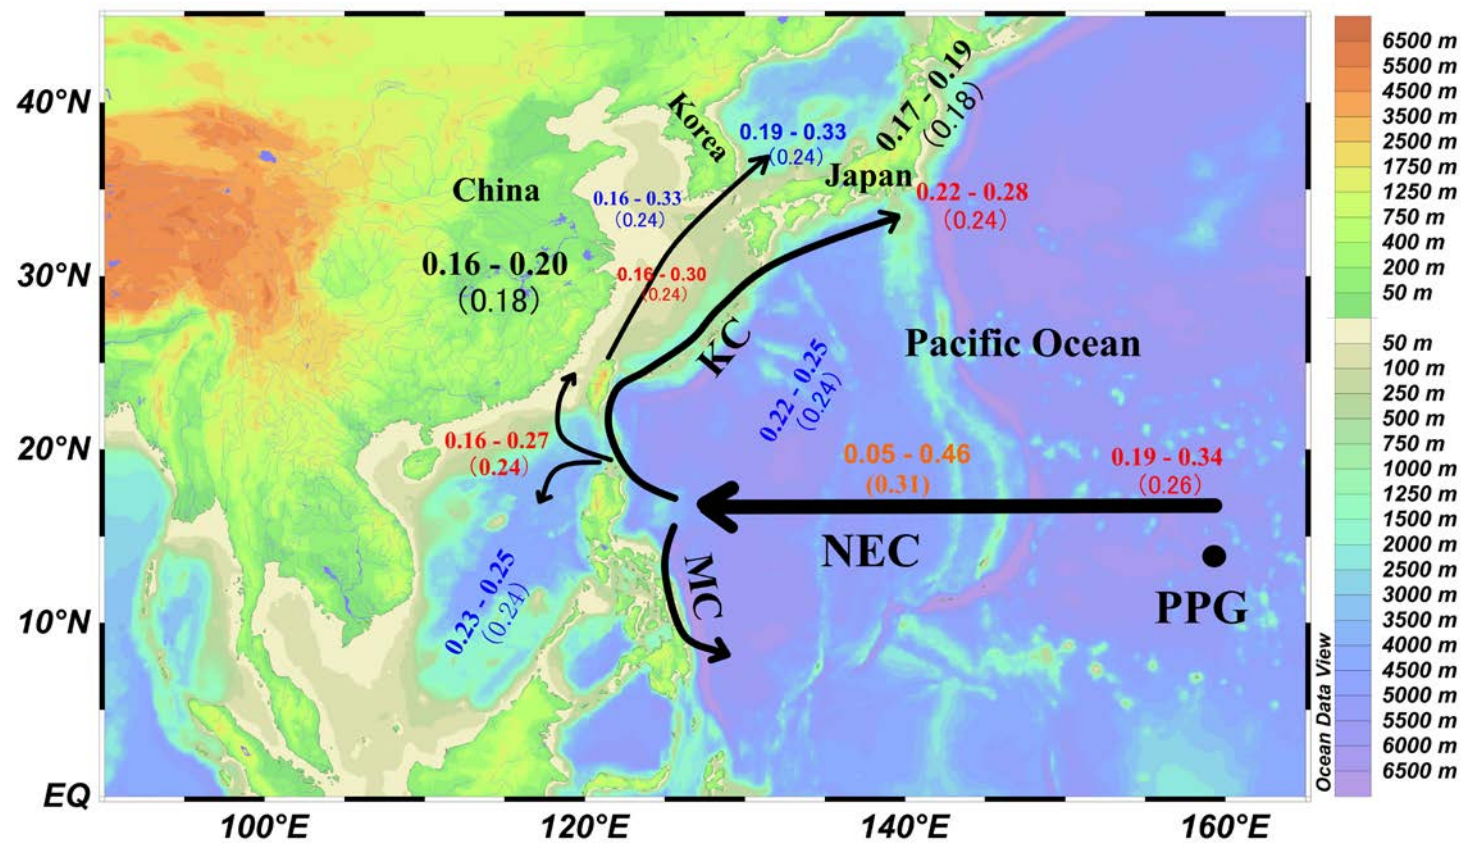 40°N
30°N
20°N
10°N
EQ
100°E
120°E
140°E
160°E
China
0.16 - 0.20
(0.18)
Korea
0.19 - 0.33
(0.24)
0.17 - 0.19
(0.18)
Japan
0.16 - 0.33
(0.24)
0.22 - 0.28
(0.24)
0.16 - 0.30
(0.24)
KC
Pacific Ocean
0.22 - 0.25
(0.24)
0.16 - 0.27
(0.24)
0.05 - 0.46
(0.31)
0.19 - 0.34
(0.26)
NEC
MC
0.23 - 0.25
(0.24)
PPG
Ocean Data View
6500 m
5500 m
4500 m
3500 m
2500 m
1750 m
1250 m
750 m
400 m
200 m
50 m
50 m
100 m
250 m
500 m
750 m
1000 m
1250 m
1500 m
2000 m
2500 m
3000 m
3500 m
4000 m
4500 m
5000 m
5500 m
6000 m
6500 m